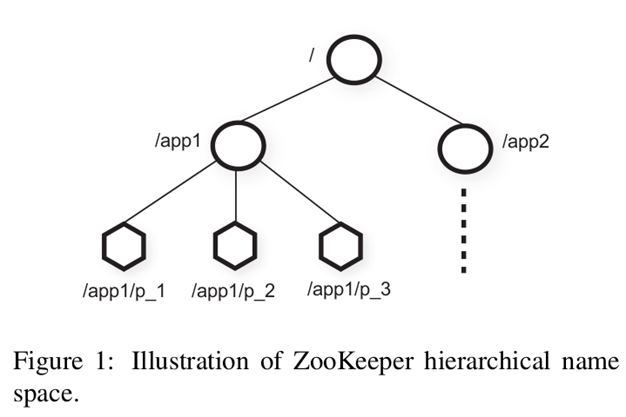 /
/app1
/app2
/app1/p_1
/app1/p_2
/app1/p_3
Figure 1: Illustration of ZooKeeper hierarchical name
space.